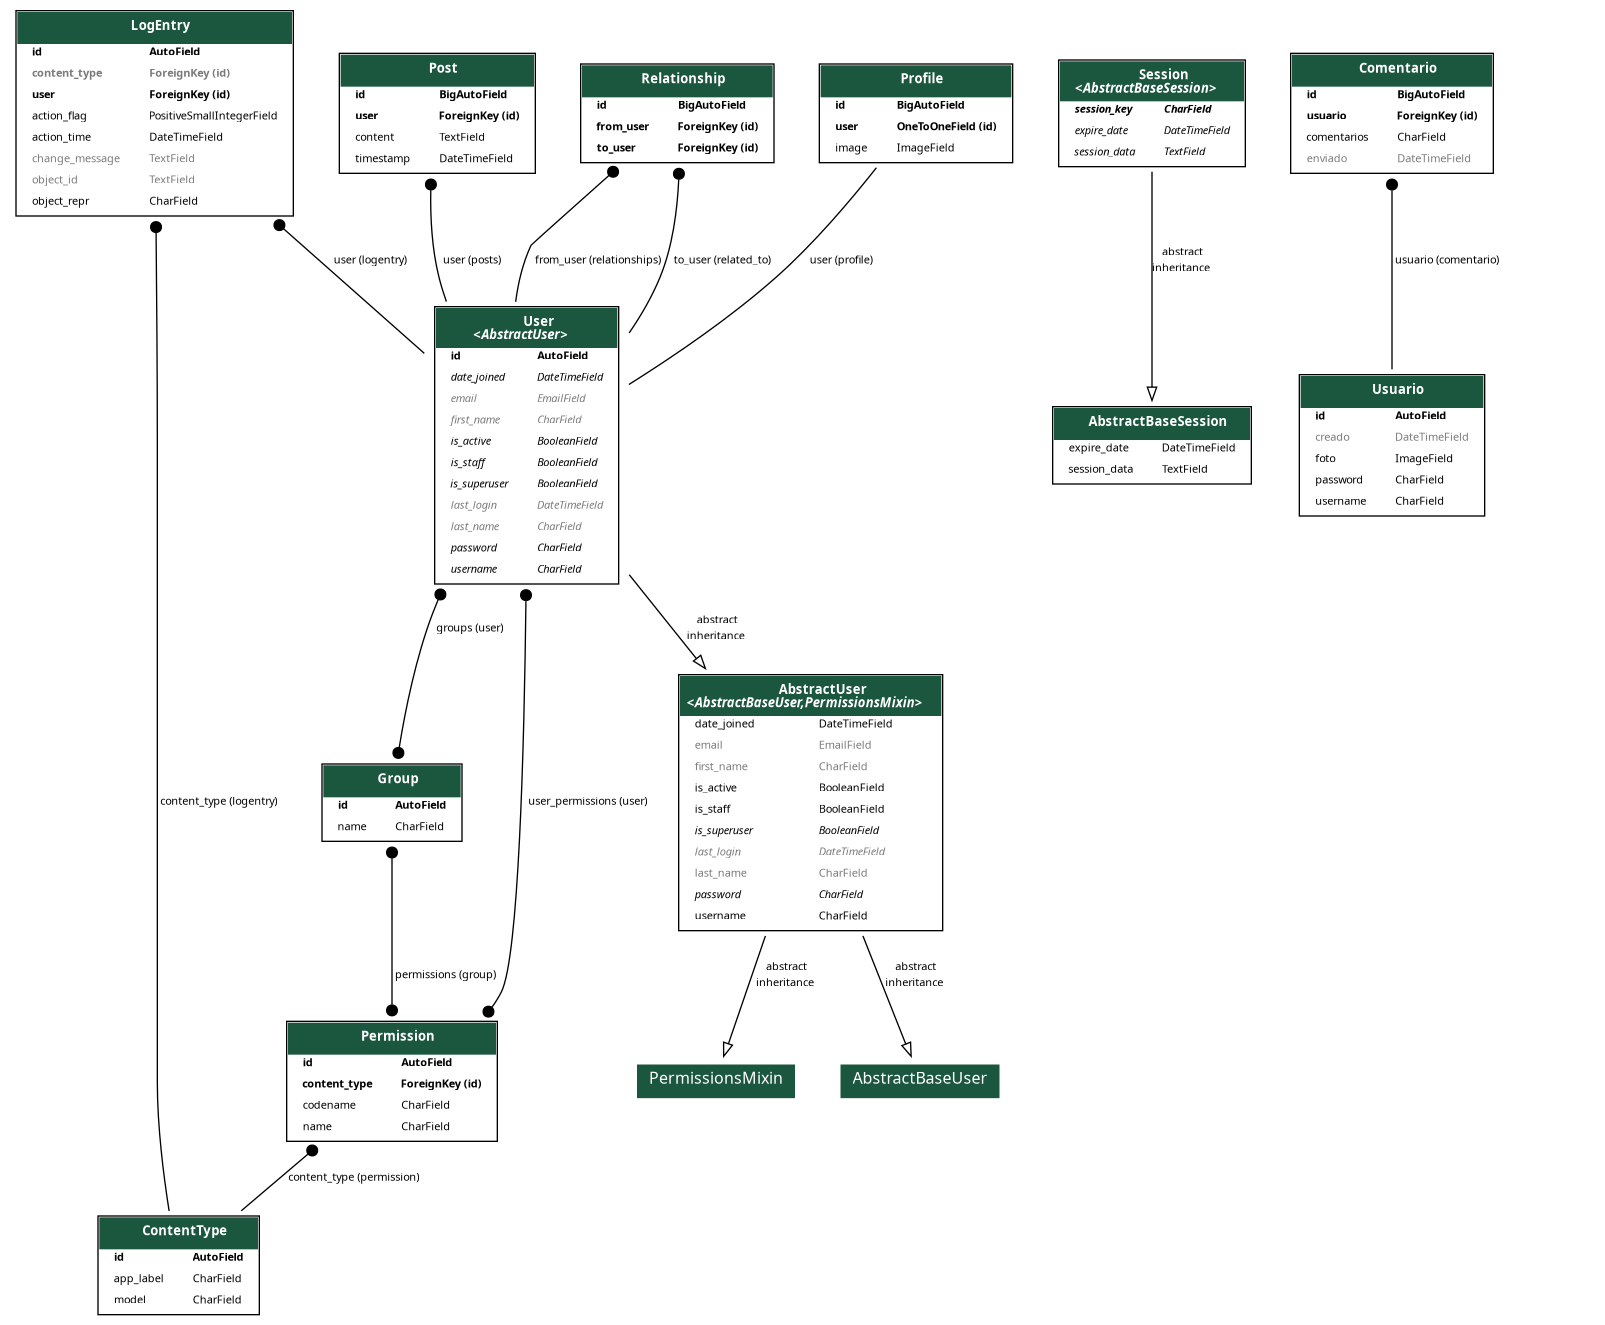 LogEntry
id AutoField
content_type ForeignKey (id)
user ForeignKey (id)
action_flag PositiveSmallIntegerField
action_time DateTimeField
change_message TextField
object_id TextField
object_repr CharField
Post
id BigAutoField
user ForeignKey (id)
content TextField
timestamp DateTimeField
Relationship
id BigAutoField
from_user ForeignKey (id)
to_user ForeignKey (id)
Profile
id BigAutoField
user OneToOneField (id)
image ImageField
Session
<AbstractBaseSession>
session_key CharField
expire_date DateTimeField
session_data TextField
Comentario
id BigAutoField
usuario ForeignKey (id)
comentarios CharField
enviado DateTimeField
user (logentry)
user (posts)
from_user (relationships)
to_user (related_to)
user (profile)
abstract
inheritance
usuario (comentario)
User
<AbstractUser>
id AutoField
date_joined DateTimeField
email EmailField
first_name CharField
is_active BooleanField
is_staff BooleanField
is_superuser BooleanField
last_login DateTimeField
last_name CharField
password CharField
username CharField
AbstractBaseSession
expire_date DateTimeField
session_data TextField
Usuario
id AutoField
creado DateTimeField
foto ImageField
password CharField
username CharField
groups (user)
abstract
inheritance
AbstractUser
<AbstractBaseUser,PermissionsMixin>
date_joined DateTimeField
email EmailField
first_name CharField
is_active BooleanField
is_staff BooleanField
is_superuser BooleanField
last_login DateTimeField
last_name CharField
password CharField
username CharField
Group
id AutoField
name CharField
content_type (logentry)
user_permissions (user)
permissions (group)
abstract
inheritance
abstract
inheritance
Permission
id AutoField
content_type ForeignKey (id)
codename CharField
name CharField
PermissionsMixin
AbstractBaseUser
content_type (permission)
ContentType
id AutoField
app_label CharField
model CharField